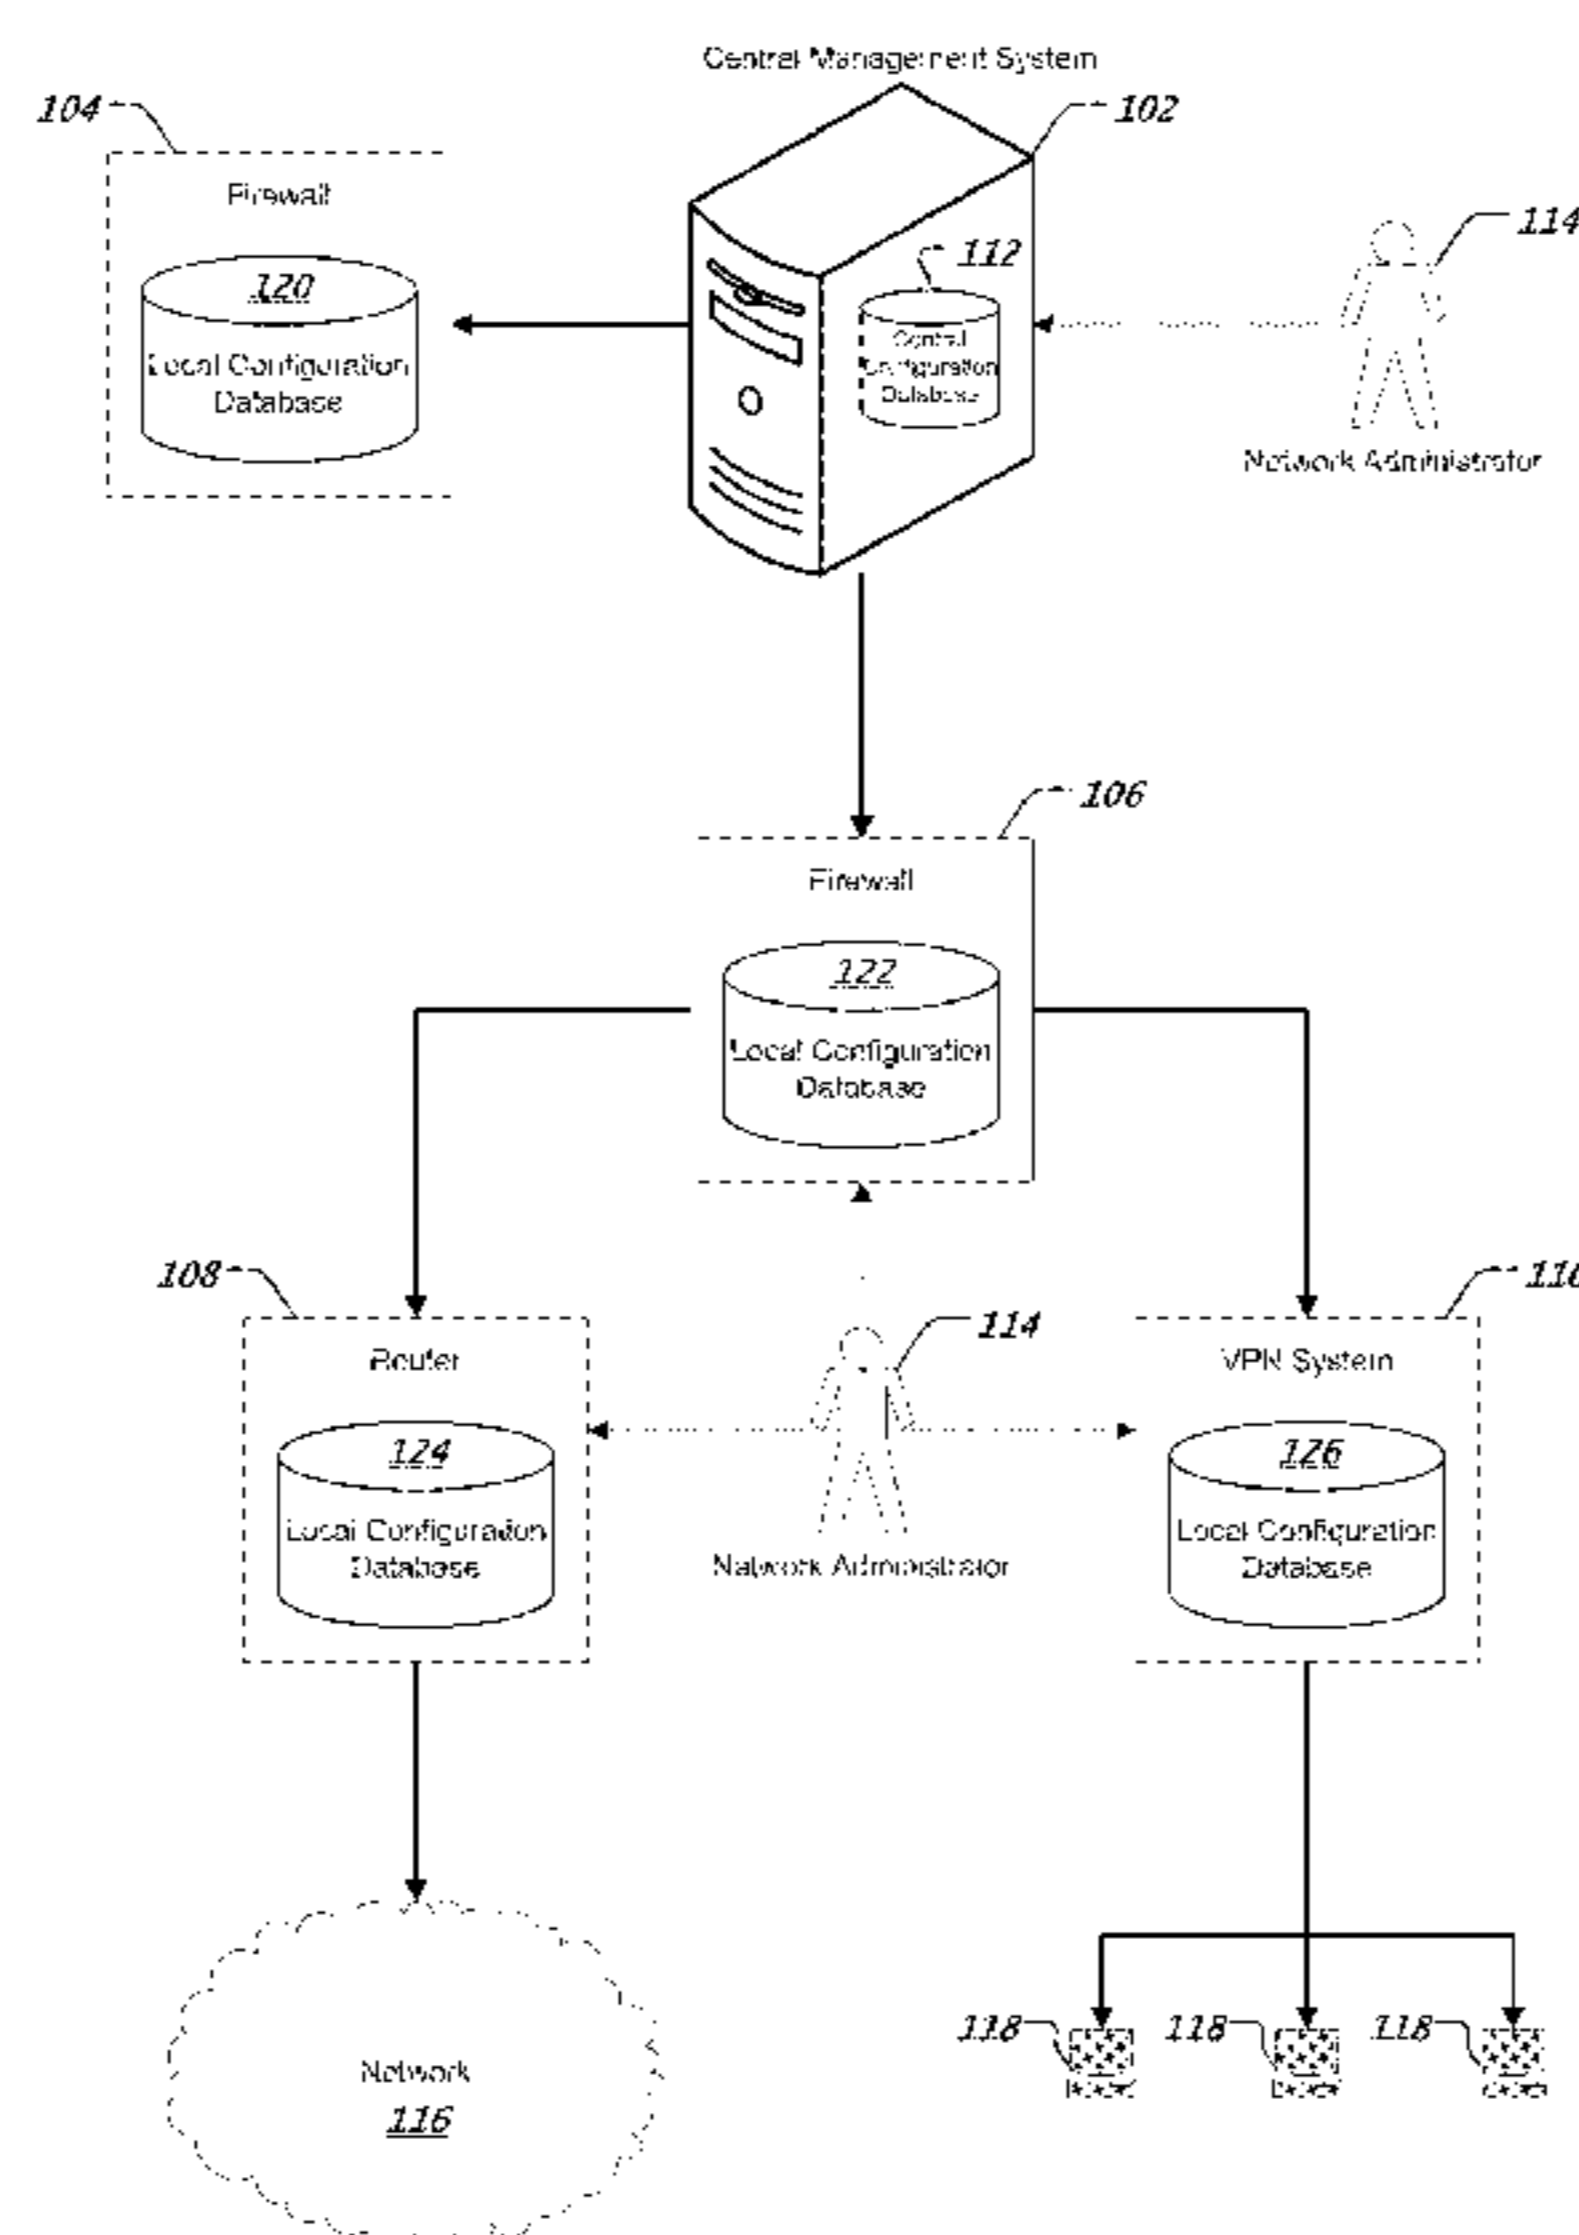 Central Management System
104
102
Firewall
114
112
120
Central
Configuration
Database
Local Configuration
Database
Network Administrator
106
Firewall
122
Local Configuration
Database
108
Router
114
VPN System
124
126
Local Configuration
Database
Network Administrator
Local Configuration
Database
118
118
118
Network
116